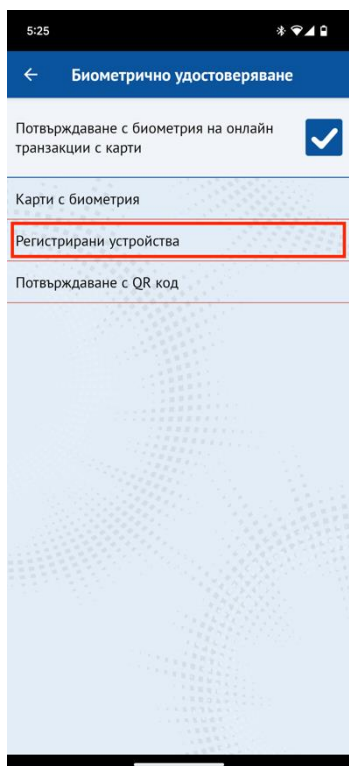 5:25
Биометрично удостоверяване
Потвърждаване с биометрия на онлайн
транзакции с карти
Карти с биометрия
Регистрирани устройства
Потвърждаване с QR код